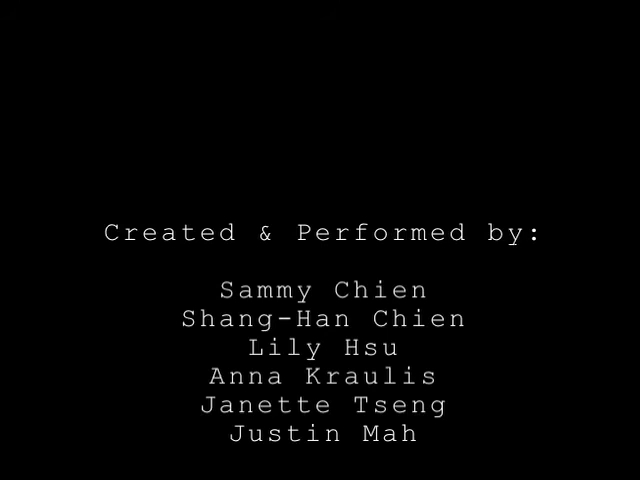 Created & Performed by:
Sammy Chien
Shang-Han Chien
Lily Hsu
Anna Kraulis
Janette Tseng
Justin Mah